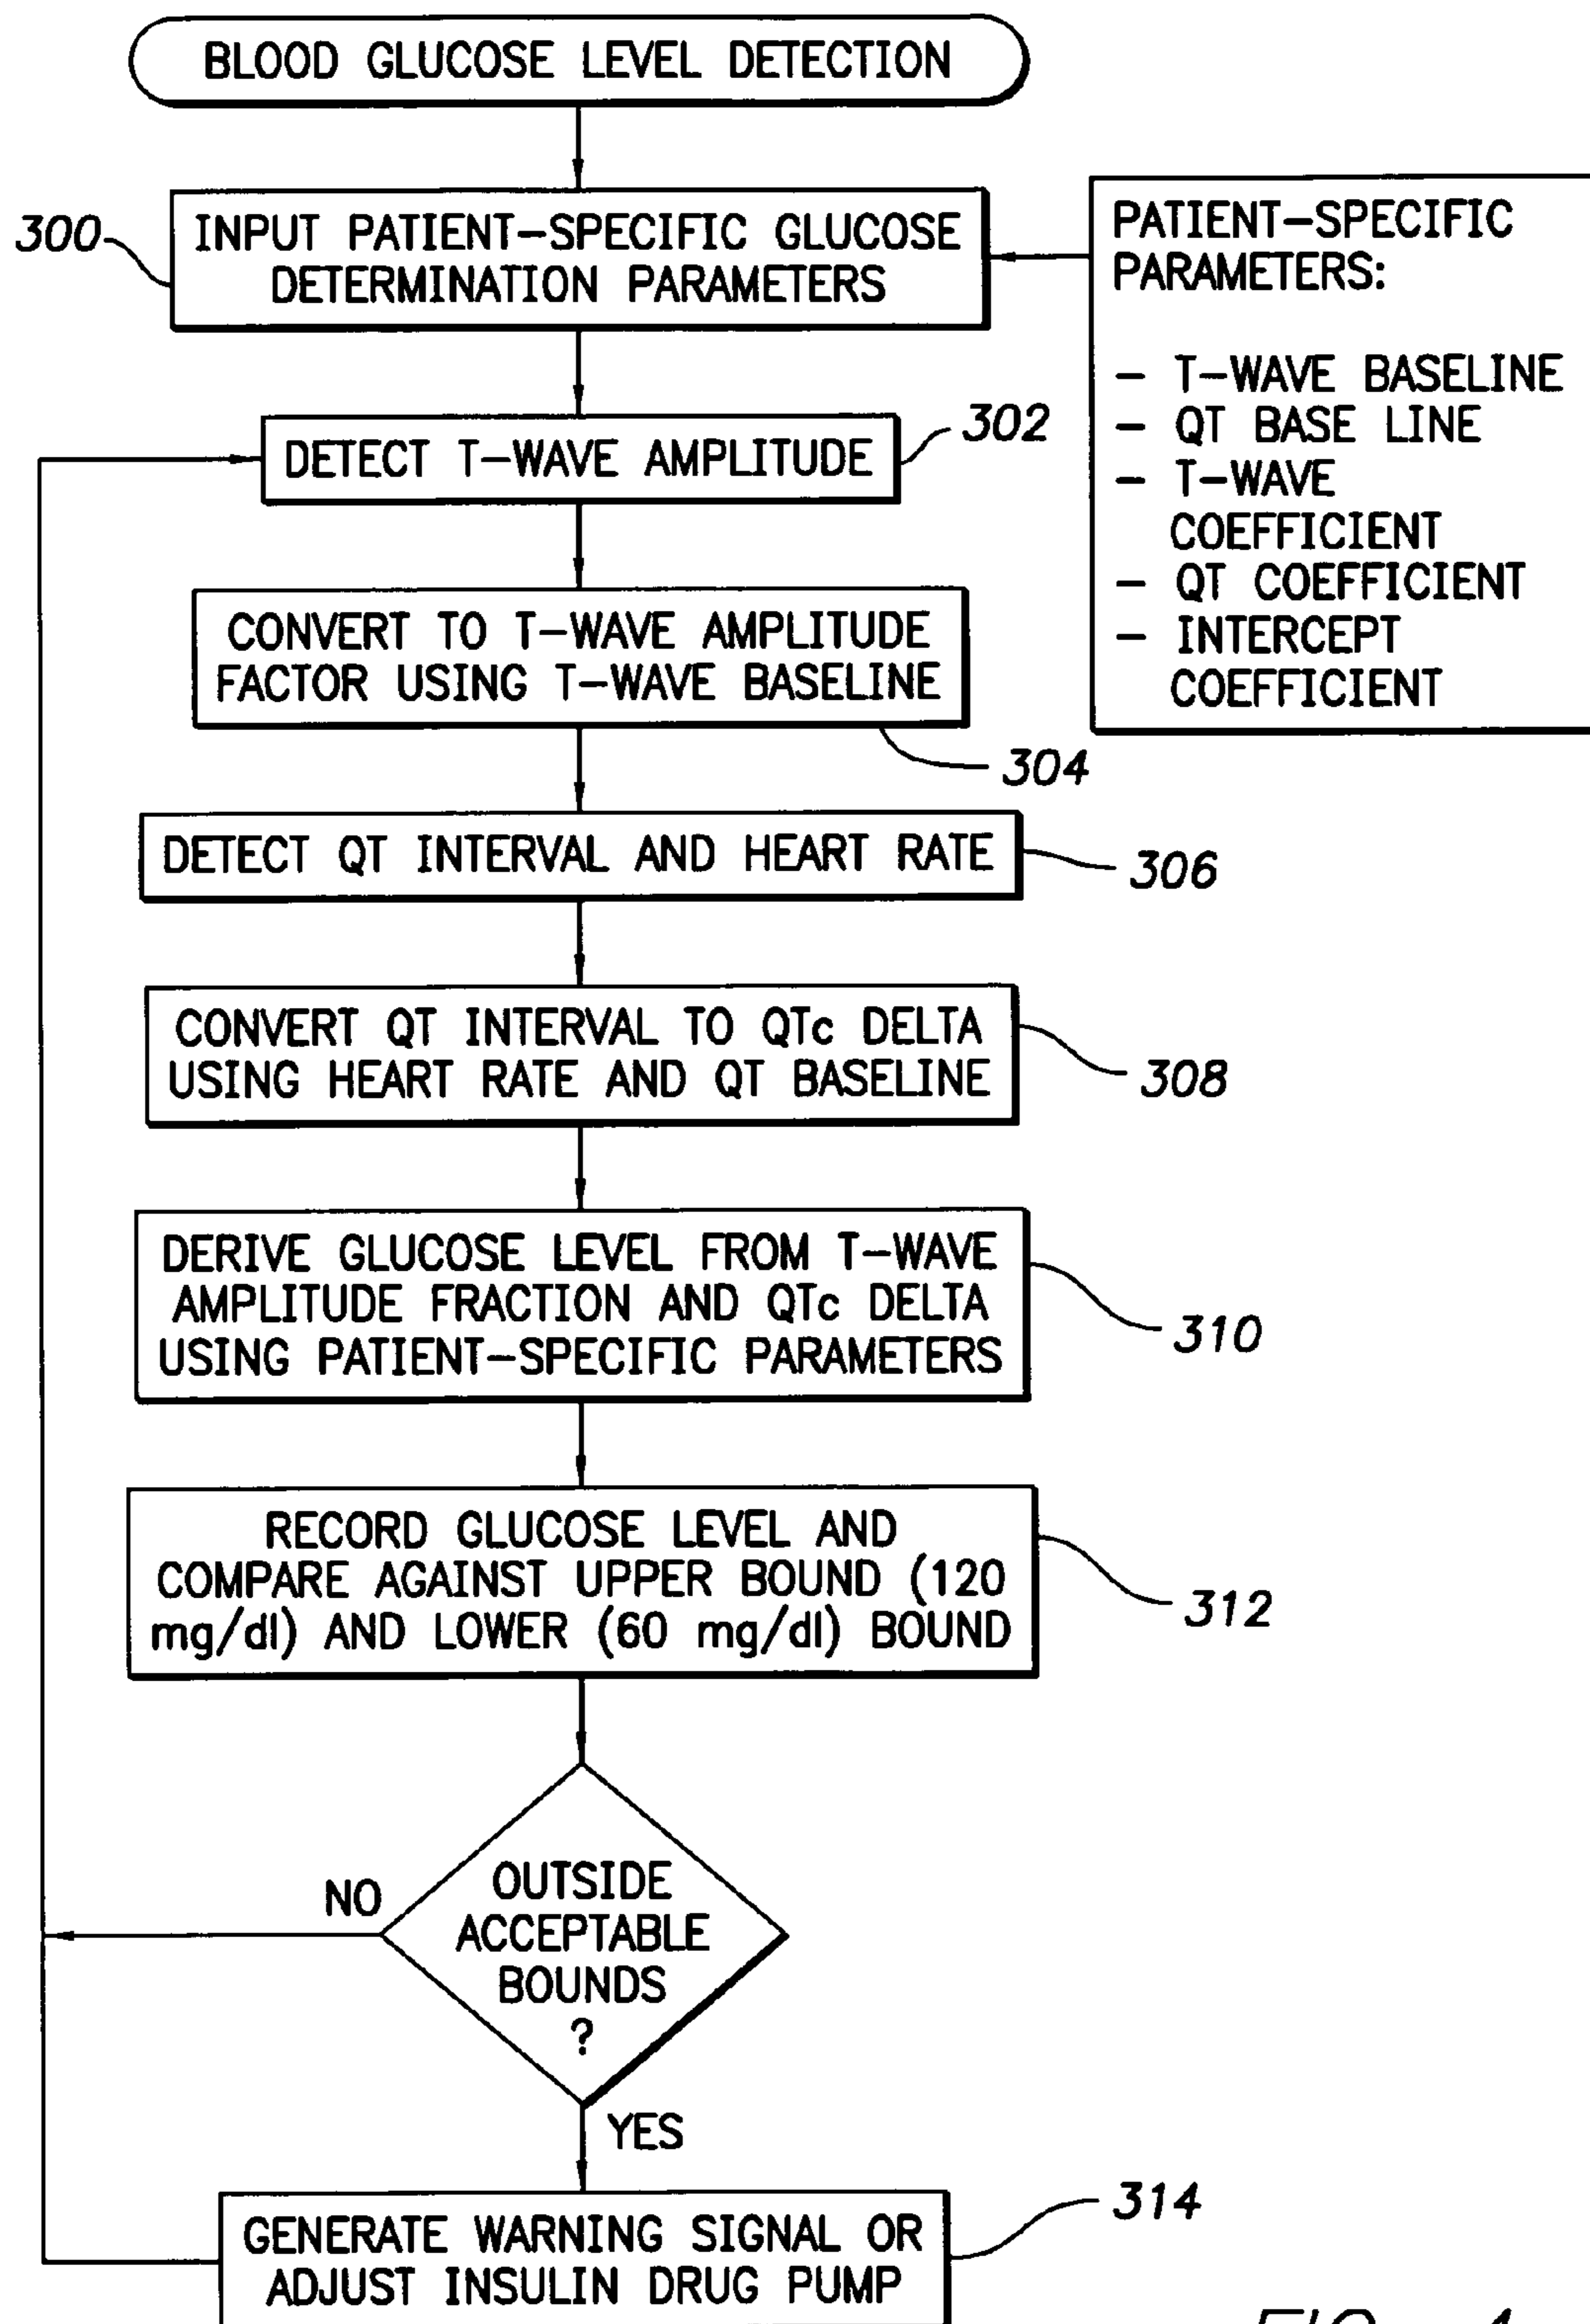 BLOOD GLUCOSE LEVEL DETECTION
300
INPUT PATIENT-SPECIFIC GLUCOSE
DETERMINATION PARAMETERS
PATIENT-SPECIFIC
PARAMETERS:
- T-WAVE BASELINE
- QT BASE LINE
- T-WAVE
COEFFICIENT
- QT COEFFICIENT
- INTERCEPT
COEFFICIENT
DETECT T-WAVE AMPLITUDE
302
CONVERT TO T-WAVE AMPLITUDE
FACTOR USING T-WAVE BASELINE
304
DETECT QT INTERVAL AND HEART RATE
306
CONVERT QT INTERVAL TO QTc DELTA
USING HEART RATE AND QT BASELINE
308
DERIVE GLUCOSE LEVEL FROM T-WAVE
AMPLITUDE FRACTION AND QTc DELTA
USING PATIENT-SPECIFIC PARAMETERS
310
RECORD GLUCOSE LEVEL AND
COMPARE AGAINST UPPER BOUND (120
mg/dl) AND LOWER (60 mg/dl) BOUND
312
OUTSIDE
ACCEPTABLE
BOUNDS
?
NO
YES
GENERATE WARNING SIGNAL OR
ADJUST INSULIN DRUG PUMP
314